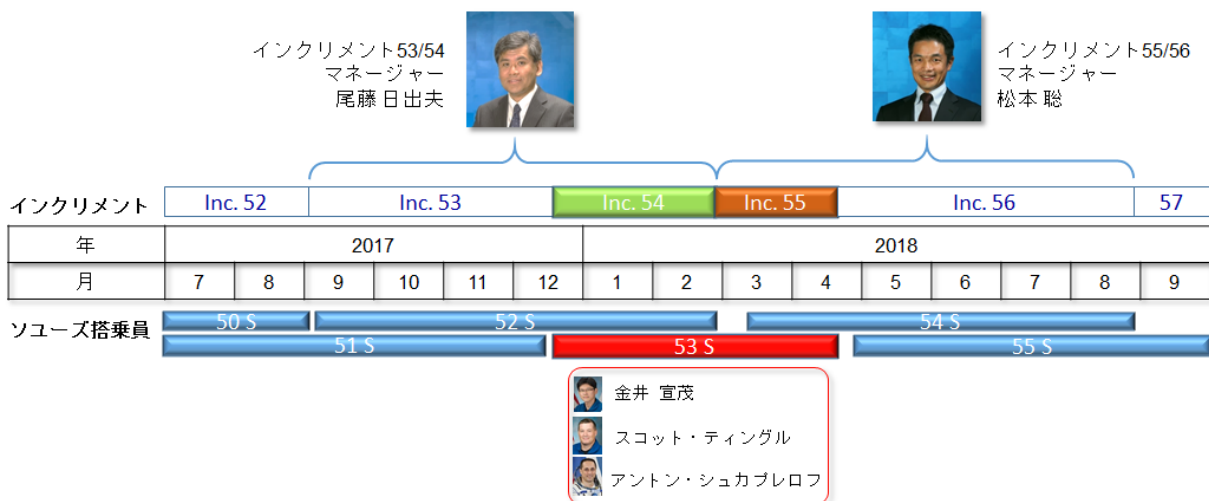 インクリメント53/54
マネージャー
尾藤 日出夫
インクリメント55/56
マネージャー
松本 聡
インクリメント Inc. 52 Inc. 53 Inc. 54 Inc. 55 Inc. 56 57
年 2017 2018
月 7 8 9 10 11 12 1 2 3 4 5 6 7 8 9
ソユーズ搭乗員 50 S 52 S 54 S
51 S 53 S 55 S
金井 宣茂
スコット・ティングル
アントン・シュカプレロフ